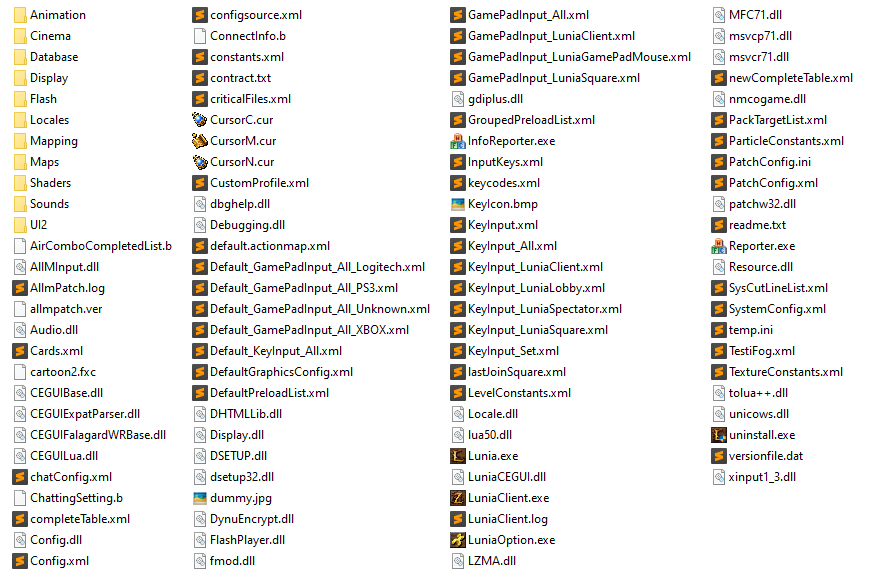 Animation
Cinema
Database
Display
Flash
Locales
Mapping
Maps
Shaders
Sounds
UI2
AirComboCompletedList.b
AllMInput.dll
AllmPatch.log
allmpatch.ver
Audio.dll
Cards.xml
cartoon2.fxc
CEGUIBase.dll
CEGUIExpatParser.dll
CEGUIFalagardWRBase.dll
CEGUILua.dll
chatConfig.xml
ChattingSetting.b
completeTable.xml
Config.dll
Config.xml
configsource.xml
ConnectInfo.b
constants.xml
contract.txt
criticalFiles.xml
CursorC.cur
CursorM.cur
CursorN.cur
CustomProfile.xml
dbghelp.dll
Debugging.dll
default.actionmap.xml
Default_GamePadInput_All_Logitech.xml
Default_GamePadInput_All_PS3.xml
Default_GamePadInput_All_Unknown.xml
Default_GamePadInput_All_XBOX.xml
Default_KeyInput_All.xml
DefaultGraphicsConfig.xml
DefaultPreloadList.xml
DHTMLLib.dll
Display.dll
DSETUP.dll
dsetup32.dll
dummy.jpg
DynuEncrypt.dll
FlashPlayer.dll
fmod.dll
GamePadInput_All.xml
GamePadInput_LuniaClient.xml
GamePadInput_LuniaGamePadMouse.xml
GamePadInput_LuniaSquare.xml
gdiplus.dll
GroupedPreloadList.xml
InfoReporter.exe
InputKeys.xml
keycodes.xml
KeyIcon.bmp
KeyInput.xml
KeyInput_All.xml
KeyInput_LuniaClient.xml
KeyInput_LuniaLobby.xml
KeyInput_LuniaSpectator.xml
KeyInput_LuniaSquare.xml
KeyInput_Set.xml
lastJoinSquare.xml
LevelConstants.xml
Locale.dll
lua50.dll
Lunia.exe
LuniaCEGUI.dll
LuniaClient.exe
LuniaClient.log
LuniaOption.exe
LZMA.dll
MFC71.dll
msvcp71.dll
msvcr71.dll
newCompleteTable.xml
nmcogame.dll
PackTargetList.xml
ParticleConstants.xml
PatchConfig.ini
PatchConfig.xml
patchw32.dll
readme.txt
Reporter.exe
Resource.dll
SysCutLineList.xml
SystemConfig.xml
temp.ini
TestiFog.xml
TextureConstants.xml
tolua++.dll
unicows.dll
uninstall.exe
versionfile.dat
xinput1_3.dll